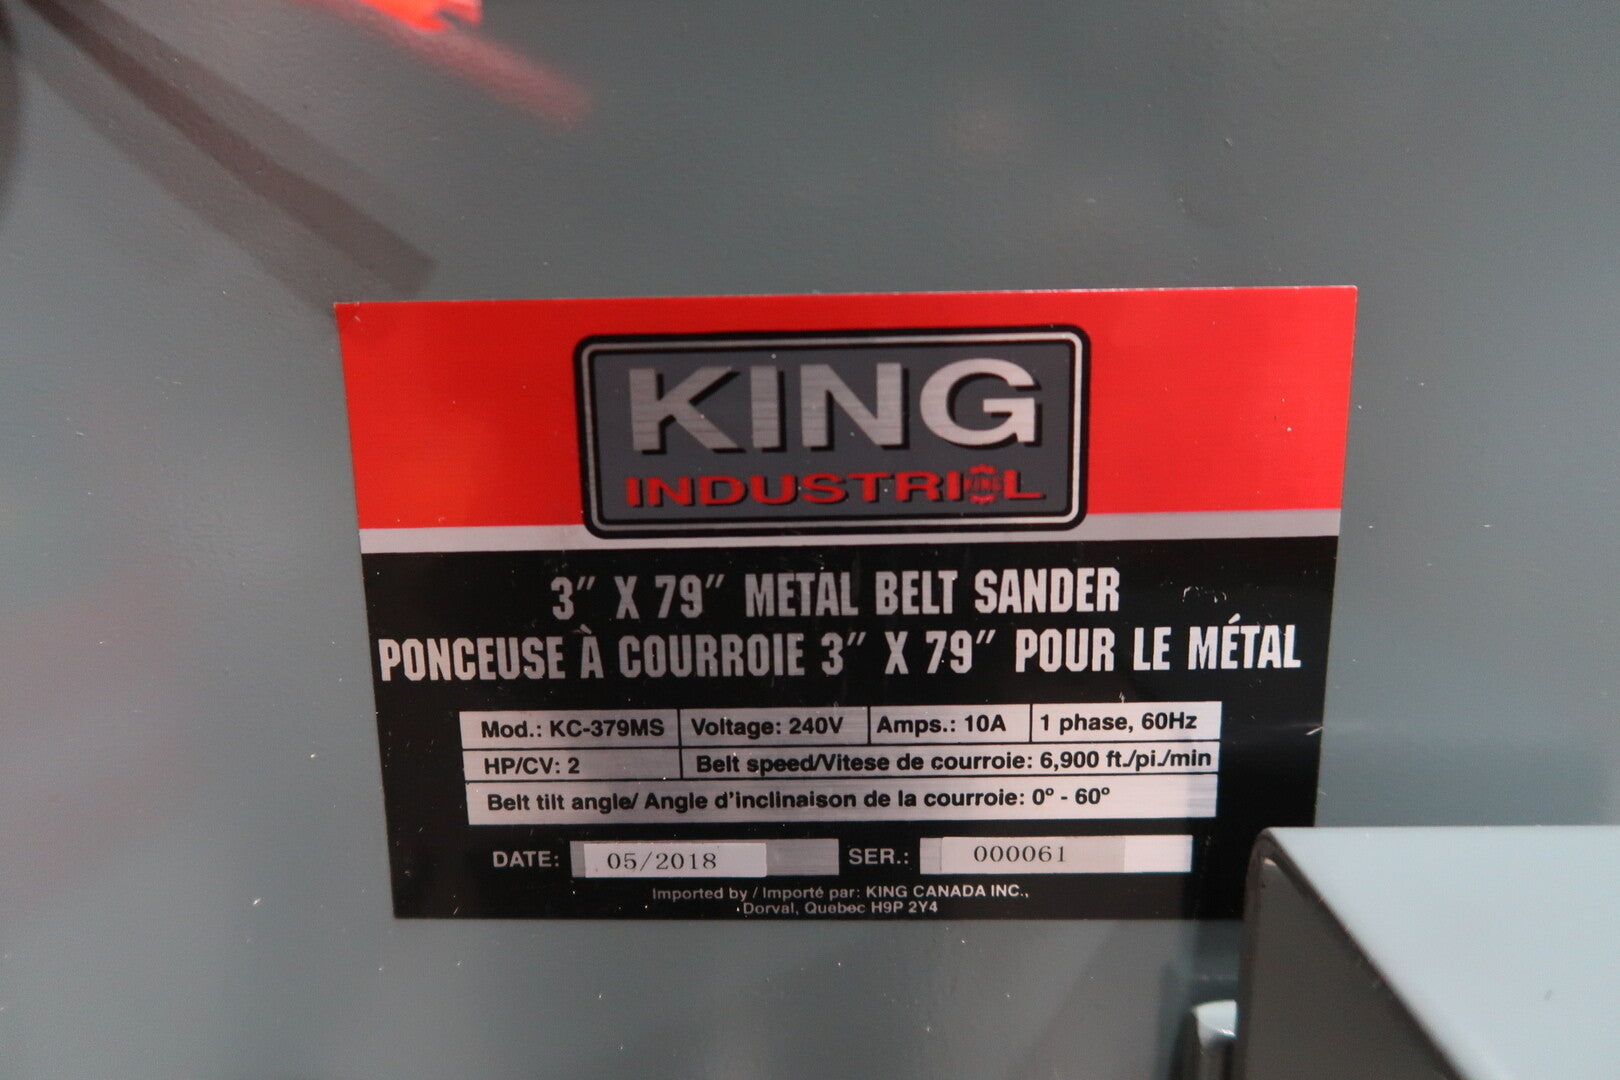 KING
INDUSTRIAL
3" X 79" METAL BELT SANDER
PONCEUSE À COURROIE 3" X 79" POUR LE MÉTAL
Mod.: KC-379MS Voltage: 240V Amps.: 10A 1 phase, 60Hz
HP/CV: 2 Belt speed/Vitese de courroie: 6,900 ft./pi./min
Belt tilt angle/ Angle d'inclinaison de la courroie: 0º - 60º
DATE: 05/2018 SER.: 000061
Imported by / Importé par: KING CANADA INC.,
Dorval, Quebec H9P 2Y4